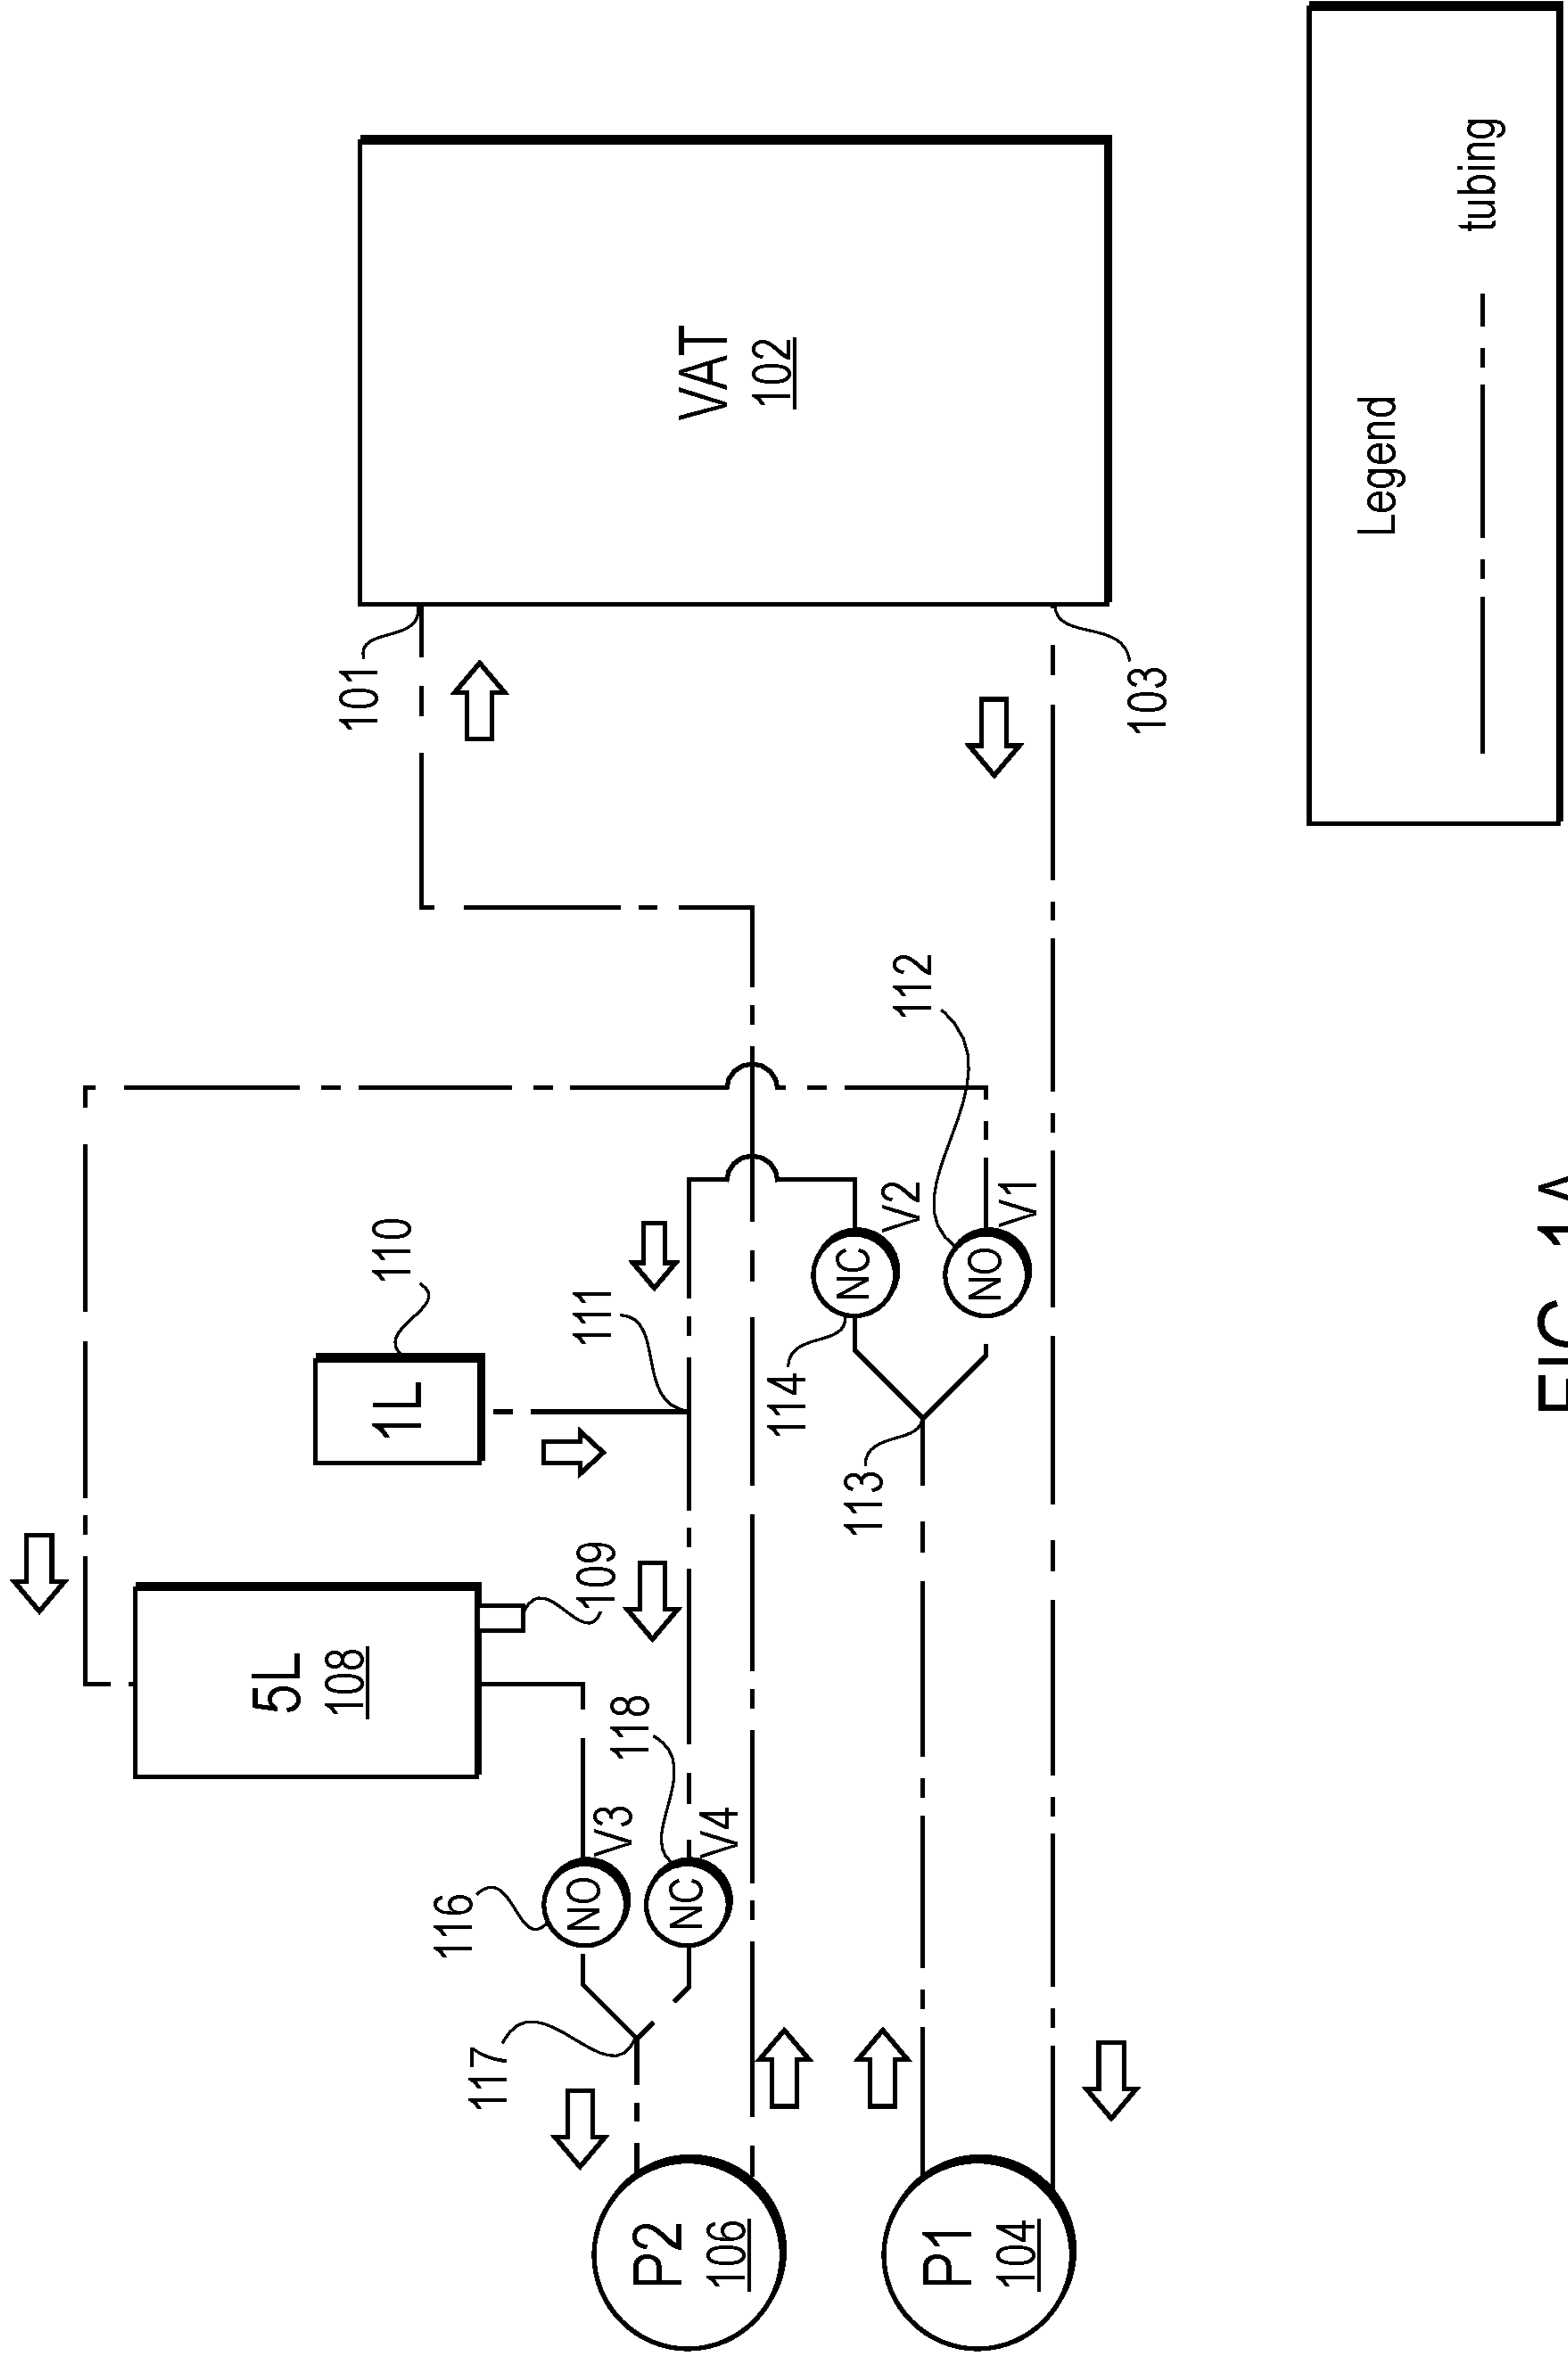 5L
108
101
110
1L
116
117
NO
111
109
V3
118
P2
106
NC
V4
VAT
102
114
NC
113
V2
112
P1
104
NO
V1
103
Legend
tubing